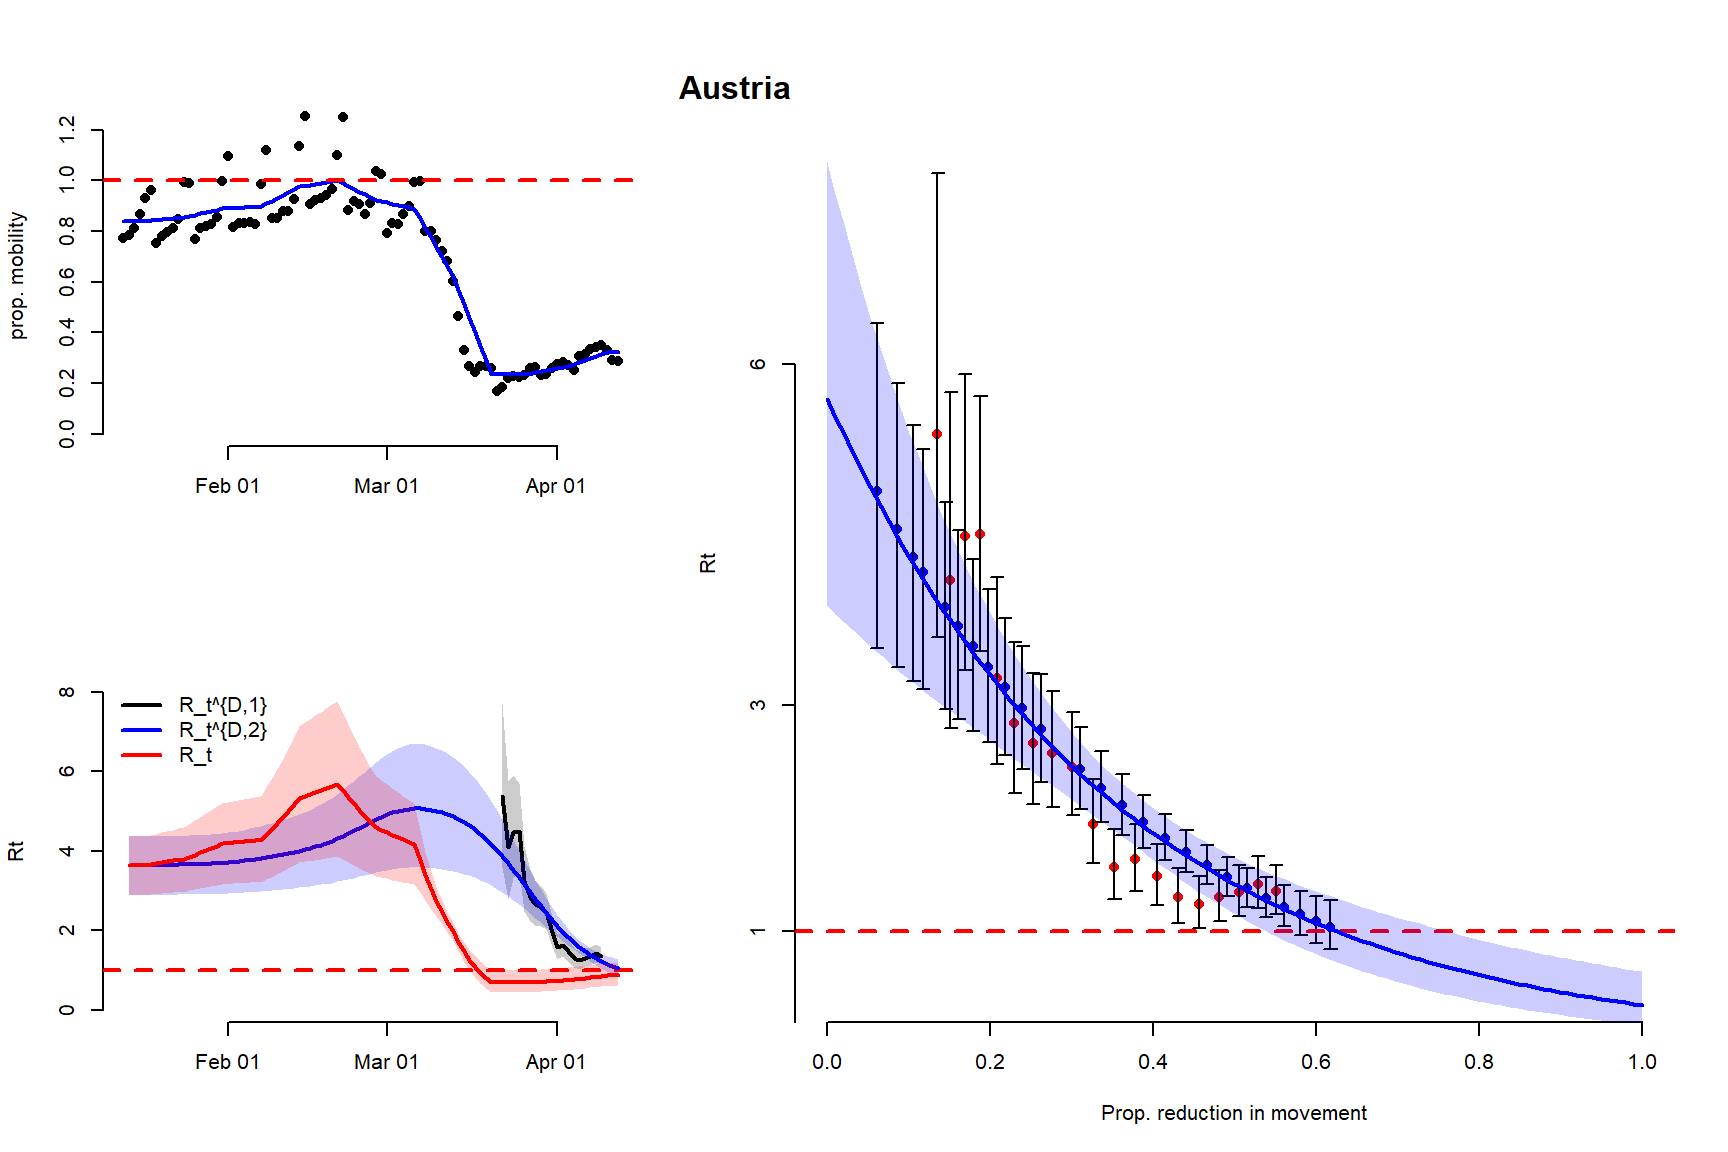 Austria
prop. mobility
1.2
1.0
0.8
0.6
0.4
0.2
0.0
Feb 01 Mar 01 Apr 01
Rt
8
6
4
2
0
R_t^{D,1}
R_t^{D,2}
R_t
Feb 01 Mar 01 Apr 01
Rt
6
3
1
0.0 0.2 0.4 0.6 0.8 1.0
Prop. reduction in movement